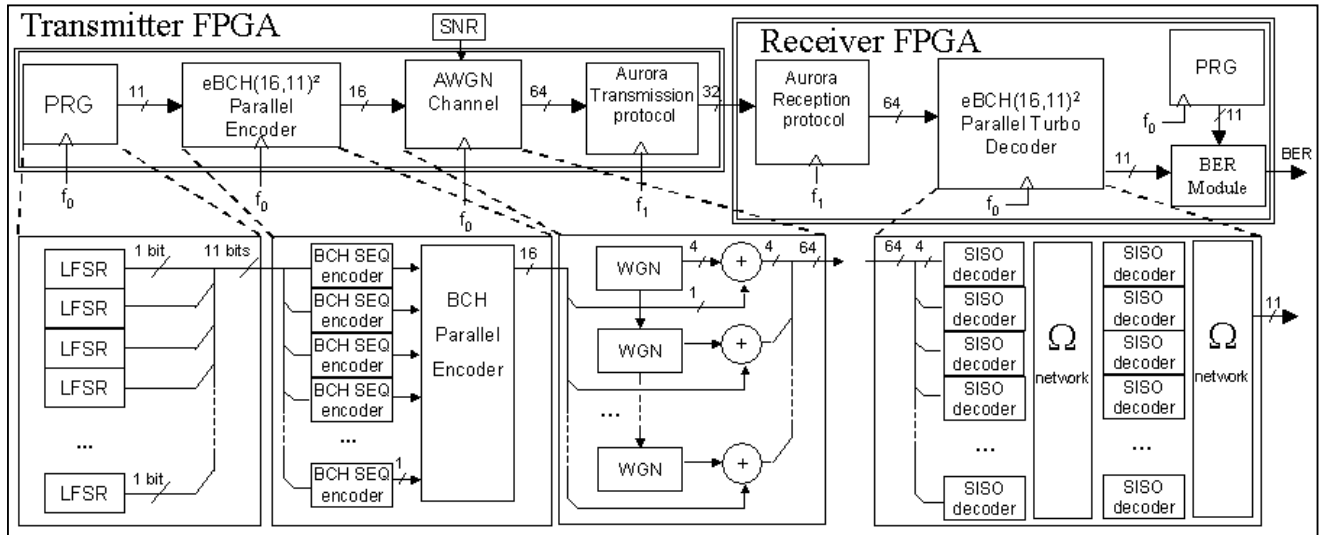 Transmitter FPGA
SNR
Receiver FPGA
PRG
11
eBCH(16,11)²
Parallel
Encoder
16
AWGN
Channel
64
Aurora
Transmission
protocol
32
Aurora
Reception
protocol
64
eBCH(16,11)²
Parallel Turbo
Decoder
11
PRG
f0
11
BER
Module
BER
f0
f0
f0
f1
f1
f0
LFSR
LFSR
LFSR
LFSR
...
LFSR
1 bit
11 bits
1 bit
BCH SEQ
encoder
BCH SEQ
encoder
BCH SEQ
encoder
BCH SEQ
encoder
...
BCH SEQ
encoder
1
BCH
Parallel
Encoder
16
WGN
4
4
64
1
WGN
...
WGN
+
+
+
64
4
SISO
decoder
SISO
decoder
SISO
decoder
SISO
decoder
...
SISO
decoder
Ω
network
SISO
decoder
SISO
decoder
SISO
decoder
SISO
decoder
...
SISO
decoder
Ω
network
11